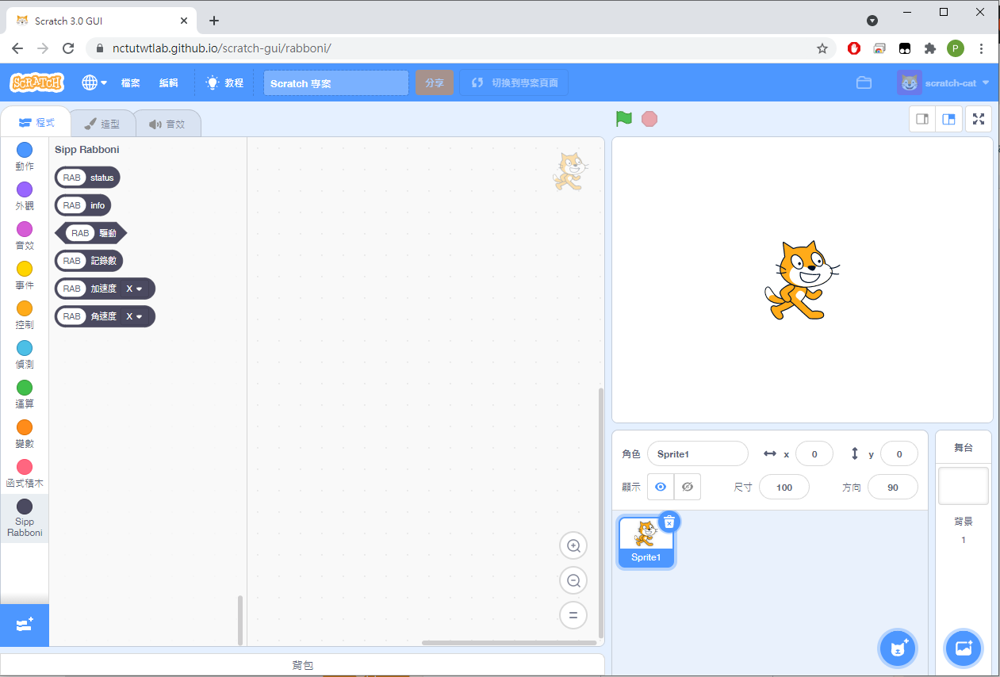 Scratch 3.0 GUI
nctutwtlab.github.io/scratch-gui/rabboni/
P
SCRATCH
檔案
編輯
教程
Scratch 專案
分享
切換到專案頁面
scratch-cat
程式
造型
音效
動作
外觀
音效
事件
控制
偵測
運算
變數
函式積木
Sipp
Rabboni
Sipp Rabboni
RAB status
RAB info
RAB 驅動
RAB 記錄數
RAB 加速度 X
RAB 角速度 X
背包
角色
Sprite1
x
0
y
0
顯示
尺寸
100
方向
90
Sprite1
舞台
背景
1